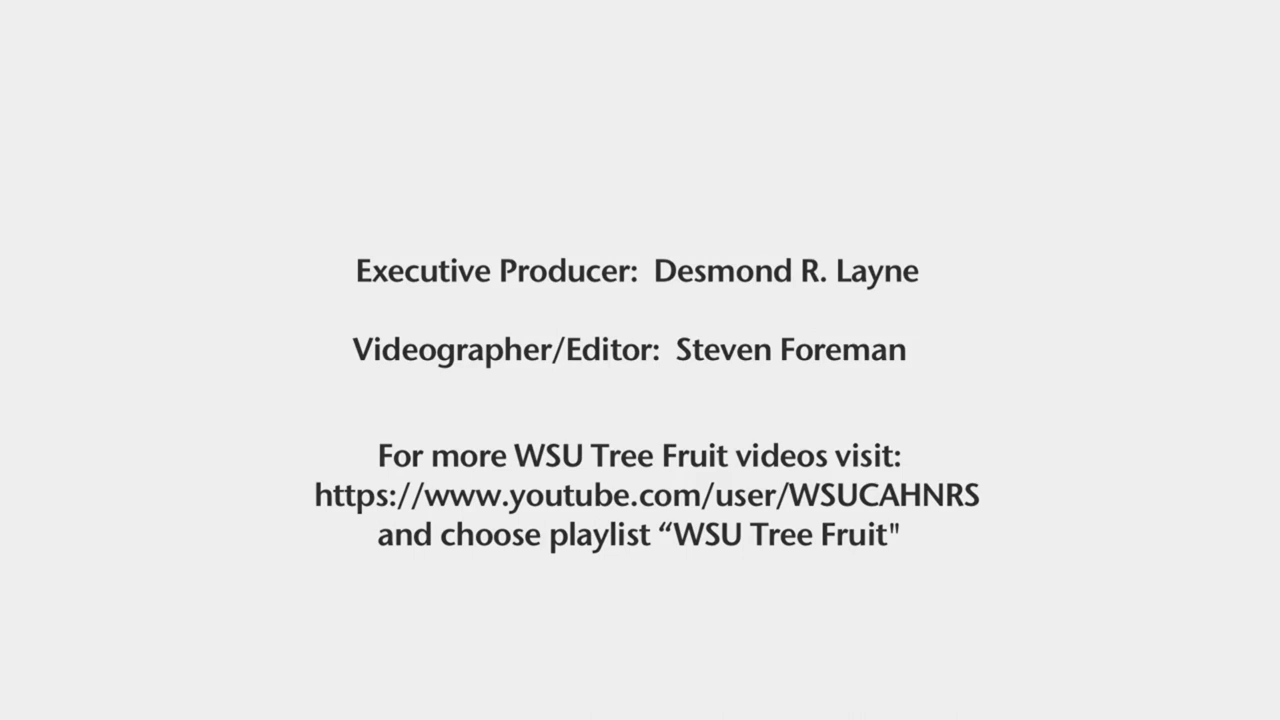 Executive Producer:  Desmond R. Layne
Videographer/Editor:  Steven Foreman
For more WSU Tree Fruit videos visit:
https://www.youtube.com/user/WSUCAHNRS
and choose playlist “WSU Tree Fruit"